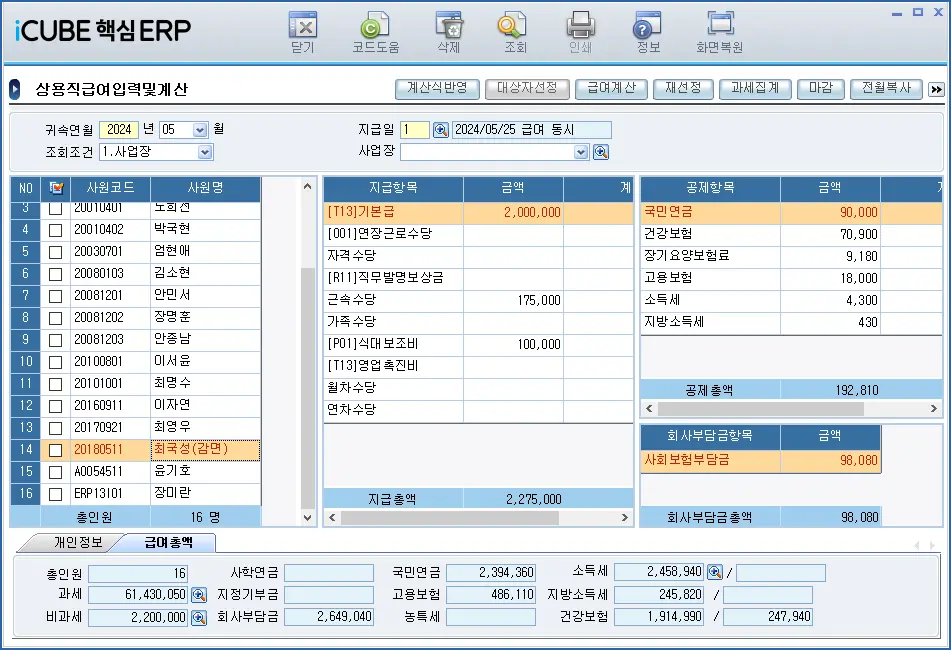 iCUBE 핵심ERP
닫기 코드도움 삭제 조회 인쇄 정보 화면복원
상용직급여입력및계산
계산식반영 대상자선정 급여계산 재선정 과세집계 마감 전월복사
귀속연월 2024 년 05 월 지급일 1 2024/05/25 급여 동시
조회조건 1.사업장 사업장
NO 사원코드 사원명
3 20010401 노희선
4 20010402 박국현
5 20030701 엄현애
6 20080103 김소현
7 20081201 안민서
8 20081202 장명훈
9 20081203 안종남
10 20100801 이서윤
11 20101001 최명수
12 20160911 이자연
13 20170921 최영우
14 20180511 최국성(감면)
15 A0054511 윤기호
16 ERP13I01 장미란
총인원 16 명
지급항목 금액 계
[T13]기본급 2,000,000
[001]연장근로수당
자격수당
[R11]직무발명보상금
근속수당 175,000
가족수당
[P01]식대보조비 100,000
[T13]영업촉진비
월차수당
연차수당
지급총액 2,275,000
공제항목 금액
국민연금 90,000
건강보험 70,900
장기요양보험료 9,180
고용보험 18,000
소득세 4,300
지방소득세 430
공제총액 192,810
회사부담금항목 금액
사회보험부담금 98,080
회사부담금총액 98,080
개인정보 급여총액
총인원 16 사학연금 국민연금 2,394,360 소득세 2,458,940 /
과세 61,430,050 지정기부금 고용보험 486,110 지방소득세 245,820 /
비과세 2,200,000 회사부담금 2,649,040 농특세 건강보험 1,914,990 / 247,940